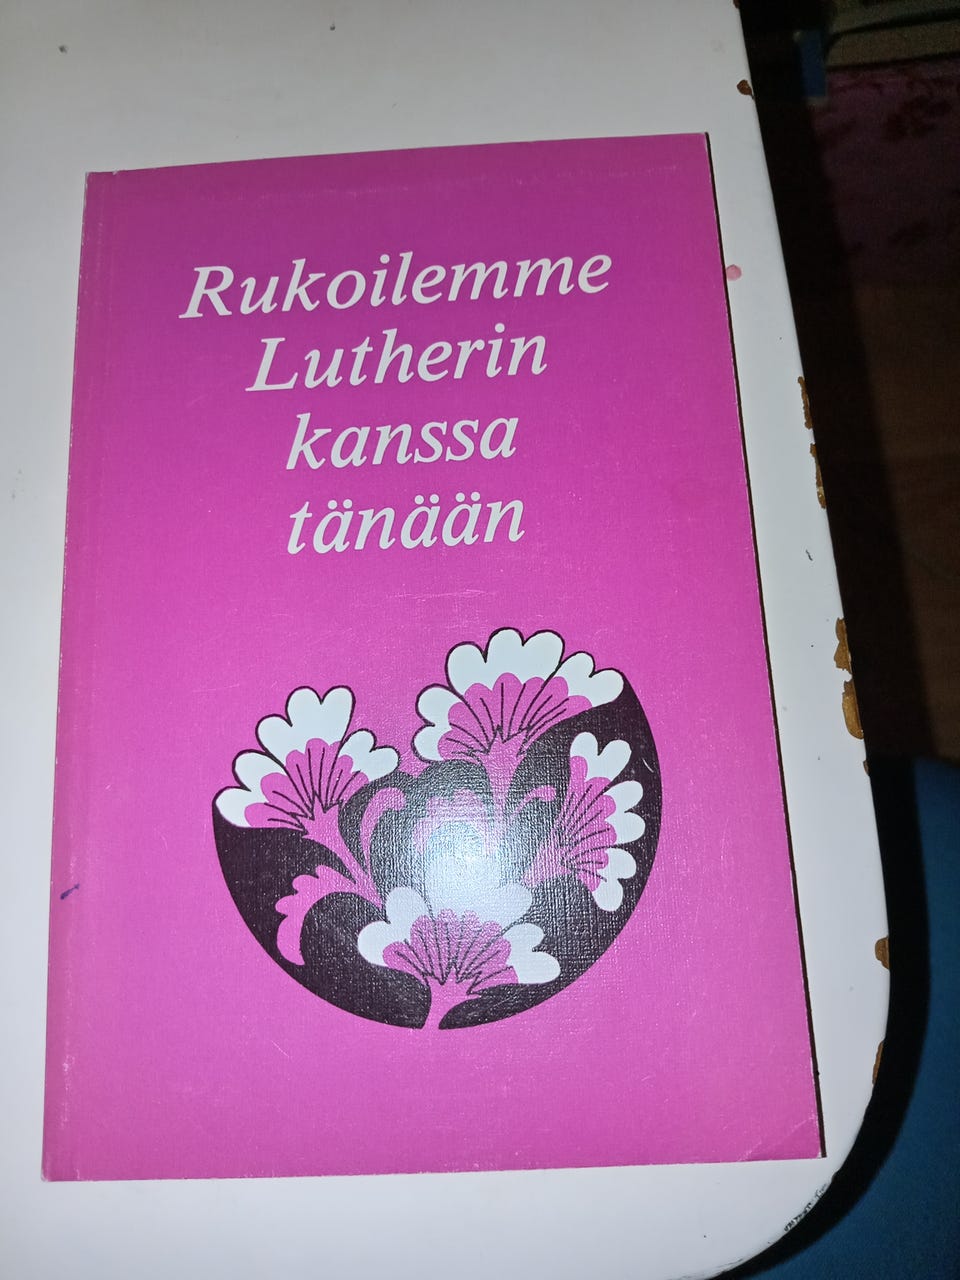 Rukoilemme
Lutherin
kanssa
tänään